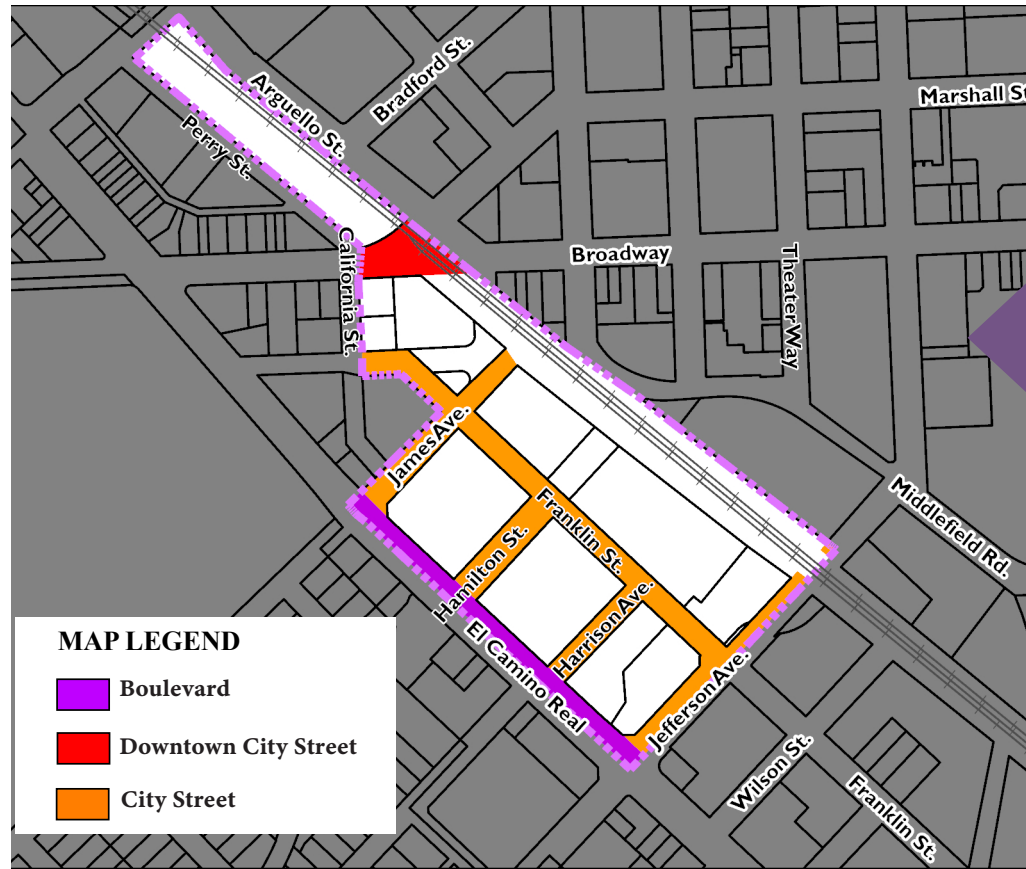 Bradford St.
Arguello St.
Marshall St
Perry St.
California St.
Broadway
Theater Way
James Ave.
Middlefield Rd.
Franklin St.
Hamilton St.
Harrison Ave.
El Camino Real
Jefferson Ave.
Wilson St.
Franklin St.
MAP LEGEND
Boulevard
Downtown City Street
City Street